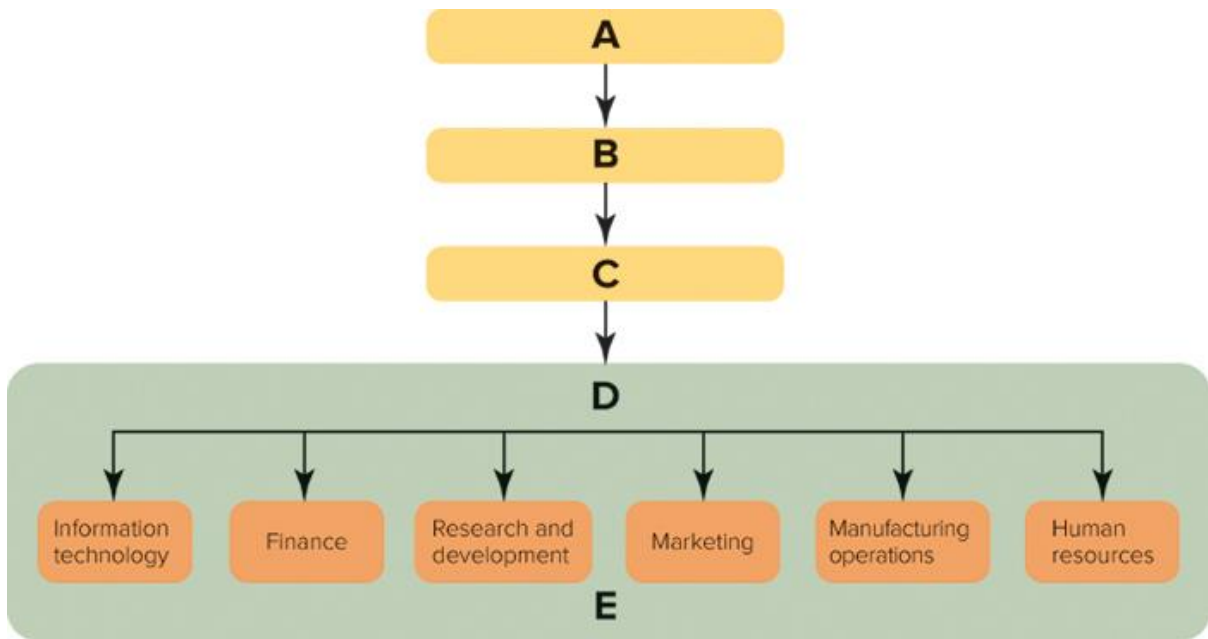 A
B
C
D
Information technology
Finance
Research and development
Marketing
Manufacturing operations
Human resources
E